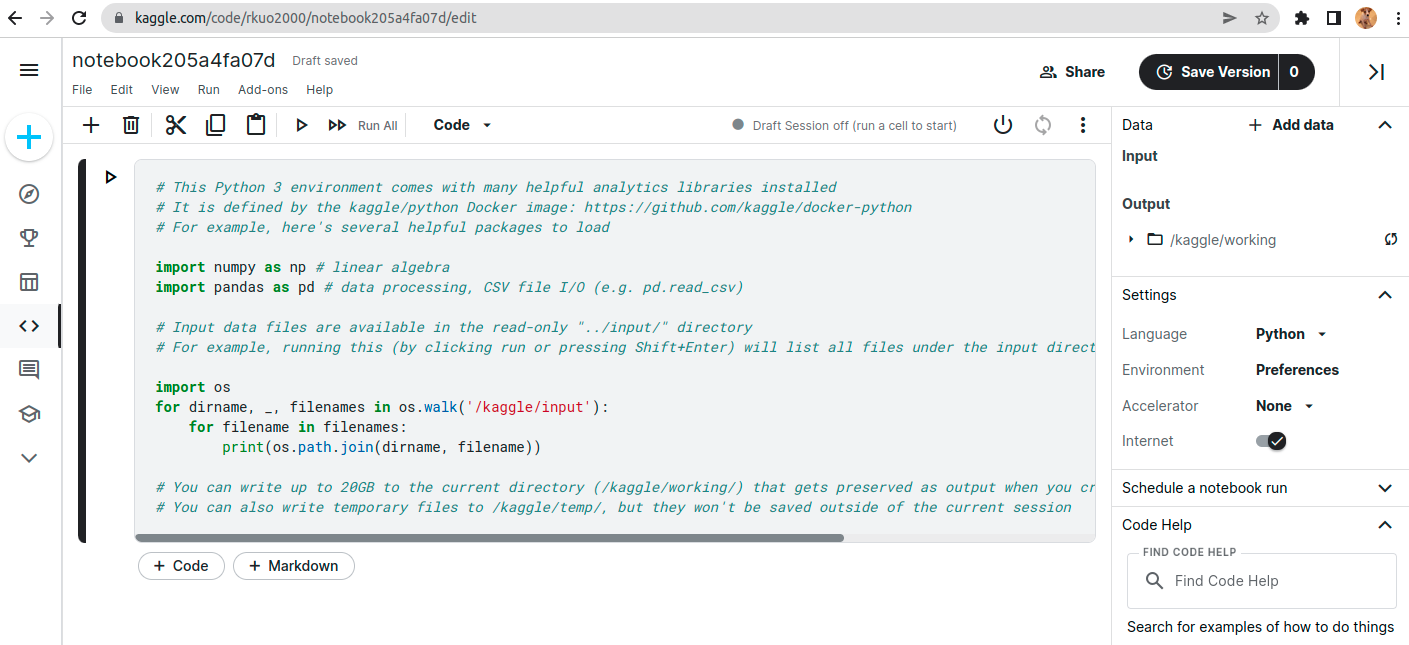 kaggle.com/code/rkuo2000/notebook205a4fa07d/edit
notebook205a4fa07d Draft saved
File Edit View Run Add-ons Help
Share
Save Version 0
Run All Code
Draft Session off (run a cell to start)
# This Python 3 environment comes with many helpful analytics libraries installed
# It is defined by the kaggle/python Docker image: https://github.com/kaggle/docker-python
# For example, here's several helpful packages to load
import numpy as np # linear algebra
import pandas as pd # data processing, CSV file I/O (e.g. pd.read_csv)
# Input data files are available in the read-only "../input/" directory
# For example, running this (by clicking run or pressing Shift+Enter) will list all files under the input direct
import os
for dirname, _, filenames in os.walk('/kaggle/input'):
    for filename in filenames:
        print(os.path.join(dirname, filename))
# You can write up to 20GB to the current directory (/kaggle/working/) that gets preserved as output when you cr
# You can also write temporary files to /kaggle/temp/, but they won't be saved outside of the current session
+ Code + Markdown
Data + Add data
Input
Output
/kaggle/working
Settings
Language Python
Environment Preferences
Accelerator None
Internet
Schedule a notebook run
Code Help
FIND CODE HELP
Find Code Help
Search for examples of how to do things